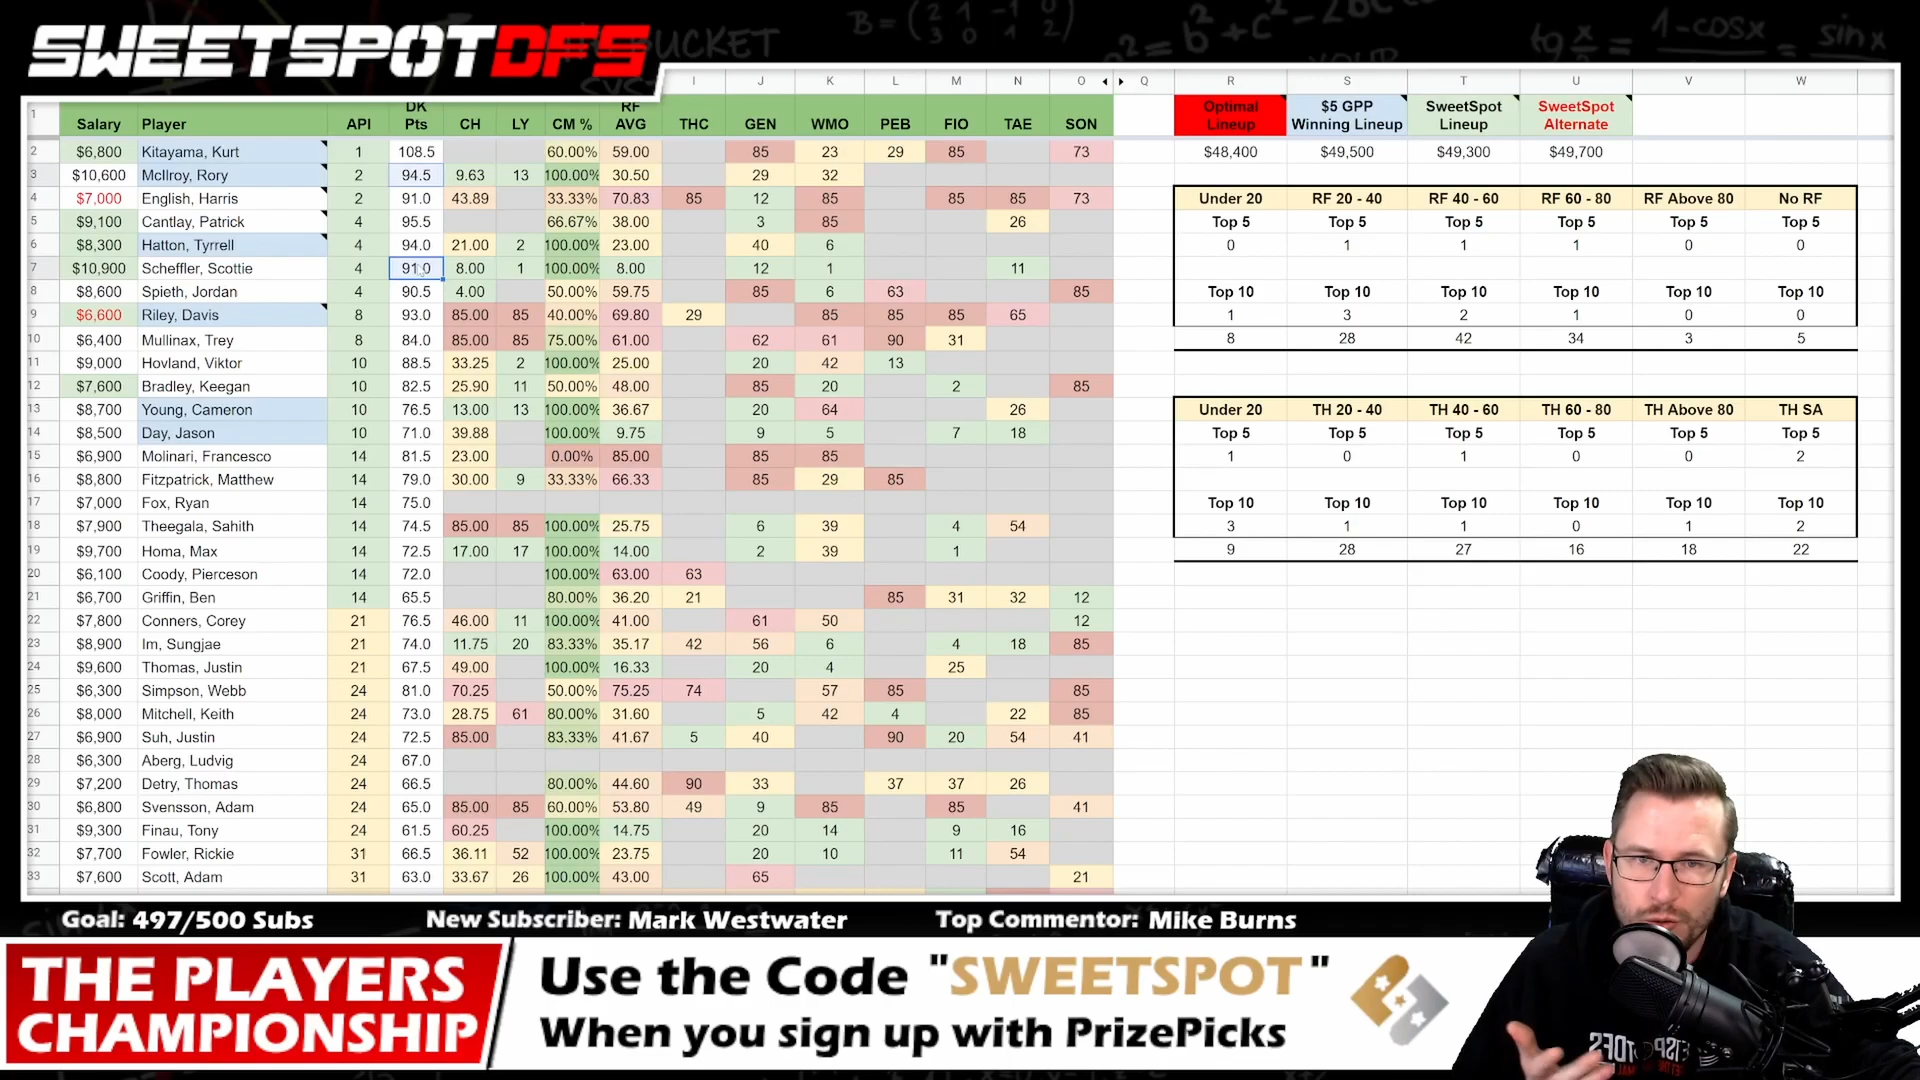 SWEETSPOTDFS
BUCKET
I J K L M N O Q R S T U V W
1 Salary Player API DK Pts CH LY CM % RF AVG THC GEN WMO PEB FIO TAE SON
2 $6,800 Kitayama, Kurt 1 108.5 60.00% 59.00 85 23 29 85 73
3 $10,600 McIlroy, Rory 2 94.5 9.63 13 100.00% 30.50 29 32
4 $7,000 English, Harris 2 91.0 43.89 33.33% 70.83 85 12 85 85 85 73
5 $9,100 Cantlay, Patrick 4 95.5 66.67% 38.00 3 85 26
6 $8,300 Hatton, Tyrrell 4 94.0 21.00 2 100.00% 23.00 40 6
7 $10,900 Scheffler, Scottie 4 91.0 8.00 1 100.00% 8.00 12 1 11
8 $8,600 Spieth, Jordan 4 90.5 4.00 50.00% 59.75 85 6 63 85
9 $6,600 Riley, Davis 8 93.0 85.00 85 40.00% 69.80 29 85 85 85 65
10 $6,400 Mullinax, Trey 8 84.0 85.00 85 75.00% 61.00 62 61 90 31
11 $9,000 Hovland, Viktor 10 88.5 33.25 2 100.00% 25.00 20 42 13
12 $7,600 Bradley, Keegan 10 82.5 25.90 11 50.00% 48.00 85 20 2 85
13 $8,700 Young, Cameron 10 76.5 13.00 13 100.00% 36.67 20 64 26
14 $8,500 Day, Jason 10 71.0 39.88 100.00% 9.75 9 5 7 18
15 $6,900 Molinari, Francesco 14 81.5 23.00 0.00% 85.00 85 85
16 $8,800 Fitzpatrick, Matthew 14 79.0 30.00 9 33.33% 66.33 85 29 85
17 $7,000 Fox, Ryan 14 75.0
18 $7,900 Theegala, Sahith 14 74.5 85.00 85 100.00% 25.75 6 39 4 54
19 $9,700 Homa, Max 14 72.5 17.00 17 100.00% 14.00 2 39 1
20 $6,100 Coody, Pierceson 14 72.0 100.00% 63.00 63
21 $6,700 Griffin, Ben 14 65.5 80.00% 36.20 21 85 31 32 12
22 $7,800 Conners, Corey 21 76.5 46.00 11 100.00% 41.00 61 50 12
23 $8,900 Im, Sungjae 21 74.0 11.75 20 83.33% 35.17 42 56 6 4 18 85
24 $9,600 Thomas, Justin 21 67.5 49.00 100.00% 16.33 20 4 25
25 $6,300 Simpson, Webb 24 81.0 70.25 50.00% 75.25 74 57 85 85
26 $8,000 Mitchell, Keith 24 73.0 28.75 61 80.00% 31.60 5 42 4 22 85
27 $6,900 Suh, Justin 24 72.5 85.00 83.33% 41.67 5 40 90 20 54 41
28 $6,300 Aberg, Ludvig 24 67.0
29 $7,200 Detry, Thomas 24 66.5 80.00% 44.60 90 33 37 37 26
30 $6,800 Svensson, Adam 24 65.0 85.00 85 60.00% 53.80 49 9 85 85 41
31 $9,300 Finau, Tony 24 61.5 60.25 100.00% 14.75 20 14 9 16
32 $7,700 Fowler, Rickie 31 66.5 36.11 52 100.00% 23.75 20 10 11 54
33 $7,600 Scott, Adam 31 63.0 33.67 26 100.00% 43.00 65 21
Optimal Lineup $5 GPP Winning Lineup SweetSpot Lineup SweetSpot Alternate
$48,400 $49,500 $49,300 $49,700
Under 20 RF 20 - 40 RF 40 - 60 RF 60 - 80 RF Above 80 No RF
Top 5 Top 5 Top 5 Top 5 Top 5 Top 5
0 1 1 1 0 0
Top 10 Top 10 Top 10 Top 10 Top 10 Top 10
1 3 2 1 0 0
8 28 42 34 3 5
Under 20 TH 20 - 40 TH 40 - 60 TH 60 - 80 TH Above 80 TH SA
Top 5 Top 5 Top 5 Top 5 Top 5 Top 5
1 0 1 0 0 2
Top 10 Top 10 Top 10 Top 10 Top 10 Top 10
3 1 1 0 1 2
9 28 27 16 18 22
Goal: 497/500 Subs New Subscriber: Mark Westwater Top Commentor: Mike Burns
THE PLAYERS
CHAMPIONSHIP
Use the Code "SWEETSPOT"
When you sign up with PrizePicks